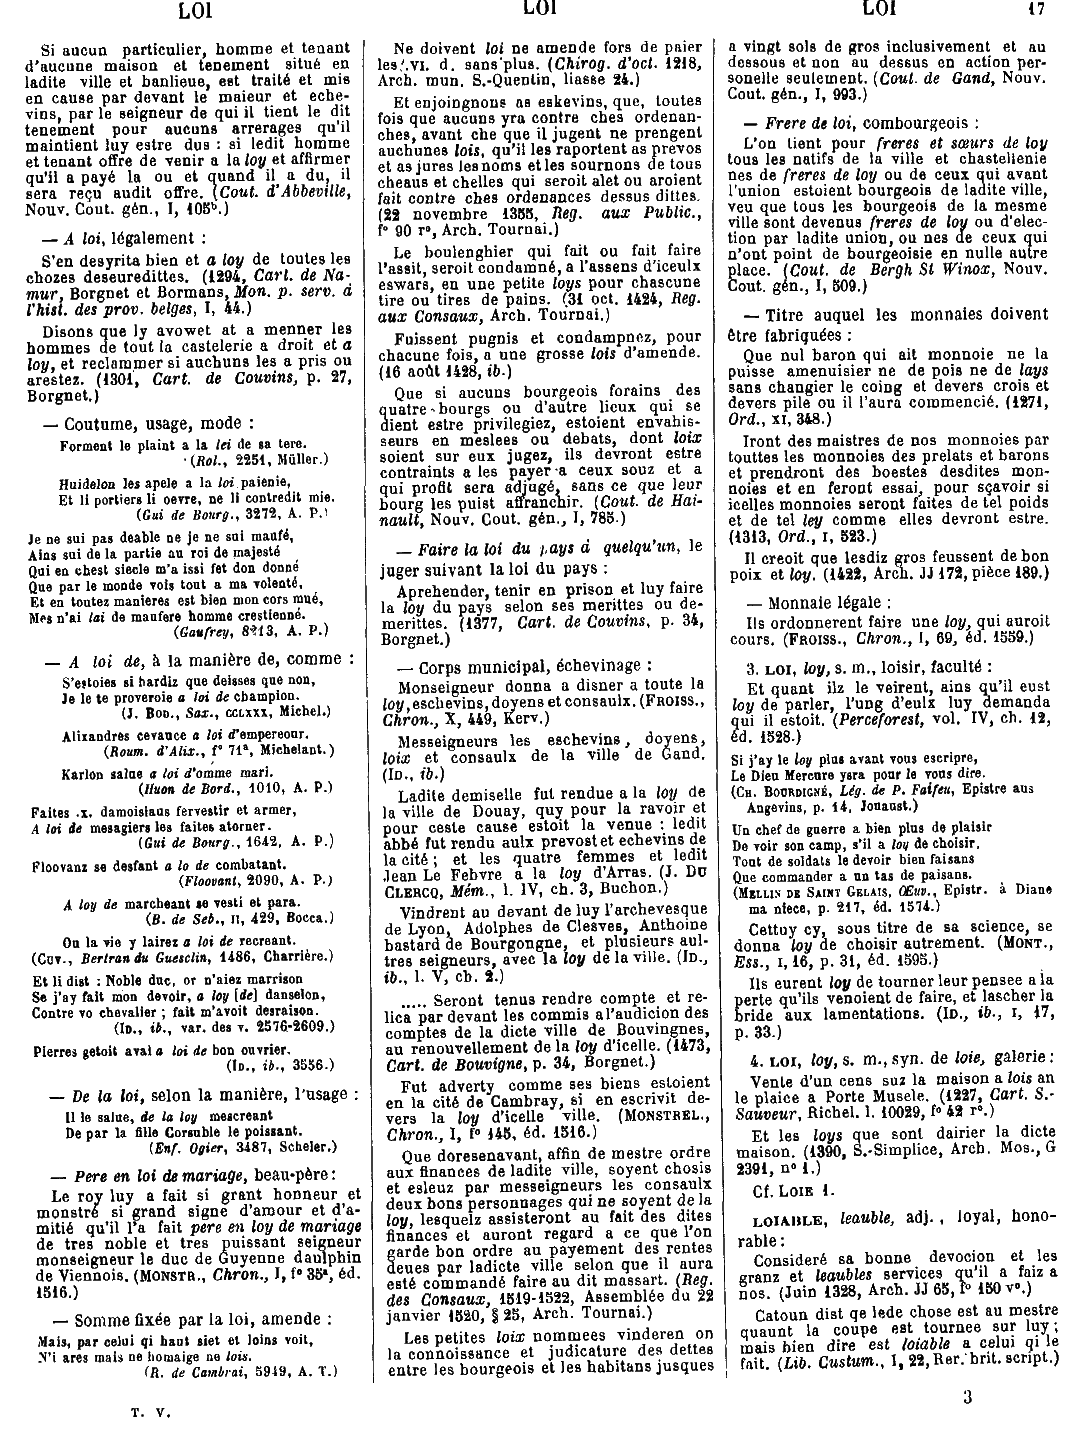 LOI
LOI
LOI
17
Si aucun particulier, homme et tenant
d'aucune maison et tenement situé en
ladite ville et banlieue, est traité et mis
en cause par devant le maieur et eche-
vins, par le seigneur de qui il tient le dit
tenement pour aucuns arrerages qu'il
maintient luy estre dus : si ledit homme
et tenant offre de venir a la loy et affirmer
qu'il a payé la ou et quand il a du, il
sera reçu audit offre. (Cout. d'Abbeville,
Nouv. Cout. gén., I, 105ᵇ.)
— A loi, légalement :
S'en desyrita bien et a loy de toutes les
chozes deseuredittes. (1294, Cart. de Na-
mur, Borgnet et Bormans, Mon. p. serv. à
l'hist. des prov. belges, I, 44.)
Disons que ly avowet at a menner les
hommes de tout la castelerie a droit et a
loy, et reclammer si auchuns les a pris ou
arestez. (1301, Cart. de Couvins, p. 27,
Borgnet.)
— Coutume, usage, mode :
Forment le plaint a la lei de sa tere.
(Rol., 2251, Müller.)
Huidelon les apele a la loi paienie,
Et li portiers li oevre, ne li contredit mie.
(Gui de Bourg., 3272, A. P.)
Je ne sui pas deable ne je ne sui maufé,
Ains sui de la partie au roi de majesté
Qui en chest siecle m'a issi fet don donné
Que par le monde vois tout a ma volenté,
Et en toutez manieres est bien mon cors mué,
Mes n'ai lai de maufere homme crestienné.
(Gaufrey, 8213, A. P.)
— A loi de, à la manière de, comme :
S'estoies si hardiz que deisses que non,
Je le te proveroie a loi de champion.
(J. BOD., Sax., CCLXXX, Michel.)
Alixandres cevauce a loi d'empereour.
(Roum. d'Alix., f° 71ª, Michelant.)
Karlon salue a loi d'omme mari.
(Huon de Bord., 1010, A. P.)
Faites .x. damoisiaus fervestir et armer,
A loi de mesagiers les faites atorner.
(Gui de Bourg., 1642, A. P.)
Floovanz se desfant a lo de combatant.
(Floovant, 2090, A. P.)
A loy de marcheant se vesti et para.
(B. de Seb., II, 429, Bocca.)
Ou la vie y lairez a loi de recreant.
(CUV., Bertran du Guesclin, 1486, Charrière.)
Et li dist : Noble duc, or n'aiez marrison
Se j'ay fait mon devoir, a loy [de] danselon,
Contre vo chevalier ; fait m'avoit desraison.
(ID., ib., var. des v. 2576-2609.)
Pierres getoit aval a loi de bon ouvrier.
(ID., ib., 3556.)
— De la loi, selon la manière, l'usage :
Il le salue, de la loy mescreant
De par la fille Corsuble le poissant.
(Enf. Ogier, 3487, Scheler.)
— Pere en loi de mariage, beau-père :
Le roy luy a fait si grant honneur et
monstré si grand signe d'amour et d'a-
mitié qu'il l'a fait pere en loy de mariage
de tres noble et tres puissant seigneur
monseigneur le duc de Guyenne daulphin
de Viennois. (MONSTR., Chron., I, f° 35ª, éd.
1516.)
— Somme fixée par la loi, amende :
Mais, par celui qi haut siet et loins voit,
N'i ares mais ne homaige ne lois.
(R. de Cambrai, 5949, A. T.)
T. V.
Ne doivent loi ne amende fors de paier
les .VI. d. sans plus. (Chirog. d'oct. 1218,
Arch. mun. S.-Quentin, liasse 24.)
Et enjoingnons as eskevins, que, toutes
fois que aucuns yra contre ches ordenan-
ches, avant che que il jugent ne prengent
auchunes lois, qu'il les raportent as prevos
et as jures les noms et les sournons de tous
cheaus et chelles qui seroit alet ou aroient
fait contre ches ordenances dessus dittes.
(22 novembre 1355, Reg. aux Public.,
f° 90 r°, Arch. Tournai.)
Le boulenghier qui fait ou fait faire
l'assit, seroit condamné, a l'assens d'iceulx
eswars, en une petite loys pour chascune
tire ou tires de pains. (31 oct. 1424, Reg.
aux Consaux, Arch. Tournai.)
Fuissent pugnis et condampnez, pour
chacune fois, a une grosse lois d'amende.
(16 août 1428, ib.)
Que si aucuns bourgeois forains des
quatre bourgs ou d'autre lieux qui se
dient estre privilegiez, estoient envahis-
seurs en meslees ou debats, dont loix
soient sur eux jugez, ils devront estre
contraints a les payer a ceux souz et a
qui profit sera adjugé, sans ce que leur
bourg les puist affranchir. (Cout. de Hai-
nault, Nouv. Cout. gén., I, 785.)
— Faire la loi du pays à quelqu'un, le
juger suivant la loi du pays :
Aprehender, tenir en prison et luy faire
la loy du pays selon ses merittes ou de-
merittes. (1377, Cart. de Couvins, p. 34,
Borgnet.)
— Corps municipal, échevinage :
Monseigneur donna a disner a toute la
loy, eschevins, doyens et consaulx. (FROISS.,
Chron., X, 449, Kerv.)
Messeigneurs les eschevins, doyens,
loix et consaulx de la ville de Gand.
(ID., ib.)
Ladite demiselle fut rendue a la loy de
la ville de Douay, quy pour la ravoir et
pour ceste cause estoit la venue : ledit
abbé fut rendu aulx prevost et echevins de
la cité ; et les quatre femmes et ledit
Jean Le Febvre a la loy d'Arras. (J. DU
CLERCQ, Mém., l. IV, ch. 3, Buchon.)
Vindrent au devant de luy l'archevesque
de Lyon, Adolphes de Clesves, Anthoine
bastard de Bourgongne, et plusieurs aul-
tres seigneurs, avec la loy de la ville. (ID.,
ib., l. V, ch. 2.)
..... Seront tenus rendre compte et re-
lica par devant les commis a l'audicion des
comptes de la dicte ville de Bouvingnes,
au renouvellement de la loy d'icelle. (1473,
Cart. de Bouvigne, p. 34, Borgnet.)
Fut adverty comme ses biens estoient
en la cité de Cambray, si en escrivit de-
vers la loy d'icelle ville. (MONSTREL.,
Chron., I, f° 145, éd. 1516.)
Que doresenavant, affin de mestre ordre
aux finances de ladite ville, soyent chosis
et esleuz par messeigneurs les consaulx
deux bons personnages qui ne soyent de la
loy, lesquelz assisteront au fait des dites
finances et auront regard a ce que l'on
garde bon ordre au payement des rentes
deues par ladicte ville selon que il aura
esté commandé faire au dit massart. (Reg.
des Consaux, 1519-1522, Assemblée du 22
janvier 1520, § 25, Arch. Tournai.)
Les petites loix nommees vinderen on
la connoissance et judicature des dettes
entre les bourgeois et les habitans jusques
a vingt sols de gros inclusivement et au
dessous et non au dessus en action per-
sonelle seulement. (Cout. de Gand, Nouv.
Cout. gén., I, 993.)
— Frere de loi, combourgeois :
L'on tient pour freres et sœurs de loy
tous les natifs de la ville et chastelienie
nes de freres de loy ou de ceux qui avant
l'union estoient bourgeois de ladite ville,
veu que tous les bourgeois de la mesme
ville sont devenus freres de loy ou d'elec-
tion par ladite union, ou nes de ceux qui
n'ont point de bourgeoisie en nulle autre
place. (Cout. de Bergh St Winox, Nouv.
Cout. gén., I, 509.)
— Titre auquel les monnaies doivent
être fabriquées :
Que nul baron qui ait monnoie ne la
puisse amenuisier ne de pois ne de lays
sans changier le coing et devers crois et
devers pile ou il l'aura commencié. (1271,
Ord., XI, 348.)
Iront des maistres de nos monnoies par
touttes les monnoies des prelats et barons
et prendront des boestes desdites mon-
noies et en feront essai, pour sçavoir si
icelles monnoies seront faites de tel poids
et de tel ley comme elles devront estre.
(1313, Ord., I, 523.)
Il creoit que lesdiz gros feussent de bon
poix et loy. (1422, Arch. JJ 172, pièce 189.)
— Monnaie légale :
Ils ordonnerent faire une loy, qui auroit
cours. (FROISS., Chron., I, 69, éd. 1559.)
3. LOI, loy, s. m., loisir, faculté :
Et quant ilz le veirent, ains qu'il eust
loy de parler, l'ung d'eulx luy demanda
qui il estoit. (Perceforest, vol. IV, ch. 12,
éd. 1528.)
Si j'ay le loy plus avant vous escripre,
Le Dieu Mercure ysra pour le vous dire.
(CH. BOURDIGNÉ, Lég. de P. Faifeu, Epistre aus
Angevins, p. 14, Jouaust.)
Un chef de guerre a bien plus de plaisir
De voir son camp, s'il a loy de choisir,
Tout de soldats le devoir bien faisans
Que commander a un tas de paisans.
(MELLIN DE SAINT GELAIS, Œuv., Epistr. à Diane
ma niece, p. 217, éd. 1574.)
Cettuy cy, sous titre de sa science, se
donna loy de choisir autrement. (MONT.,
Ess., I, 16, p. 31, éd. 1595.)
Ils eurent loy de tourner leur pensee a la
perte qu'ils venoient de faire, et lascher la
bride aux lamentations. (ID., ib., I, 17,
p. 33.)
4. LOI, loy, s. m., syn. de loie, galerie :
Vente d'un cens suz la maison a lois an
le plaice a Porte Musele. (1227, Cart. S.-
Sauveur, Richel. l. 10029, f° 42 r°.)
Et les loys que sont dairier la dicte
maison. (1390, S.-Simplice, Arch. Mos., G
2391, n° 1.)
Cf. LOIE 1.
LOIABLE, leauble, adj., loyal, hono-
rable :
Consideré sa bonne devocion et les
granz et leaubles services qu'il a faiz a
nos. (Juin 1328, Arch. JJ 65, f° 150 v°.)
Catoun dist qe lede chose est au mestre
quaunt la coupe est tournee sur luy ;
mais bien dire est loiable a celui qi le
fait. (Lib. Custum., I, 22, Rer. brit. script.)
3